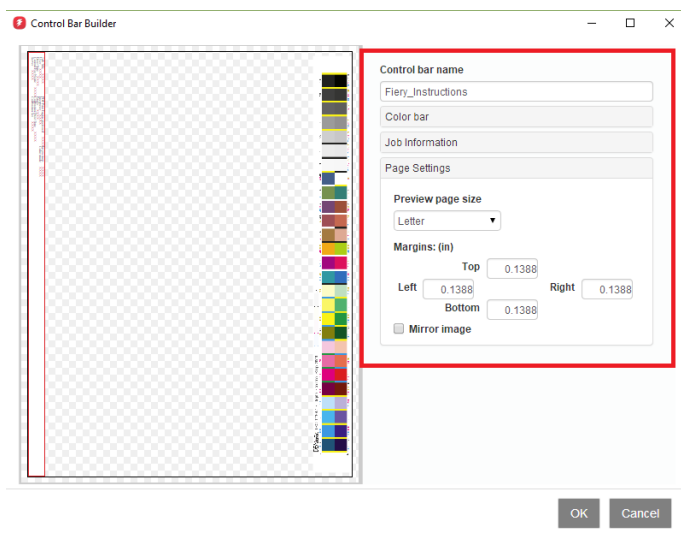 Control Bar Builder
Control bar name
Fiery_Instructions
Color bar
Job Information
Page Settings
Preview page size
Letter
Margins: (in)
Top 0.1388
Left 0.1388 Right 0.1388
Bottom 0.1388
Mirror image
OK Cancel